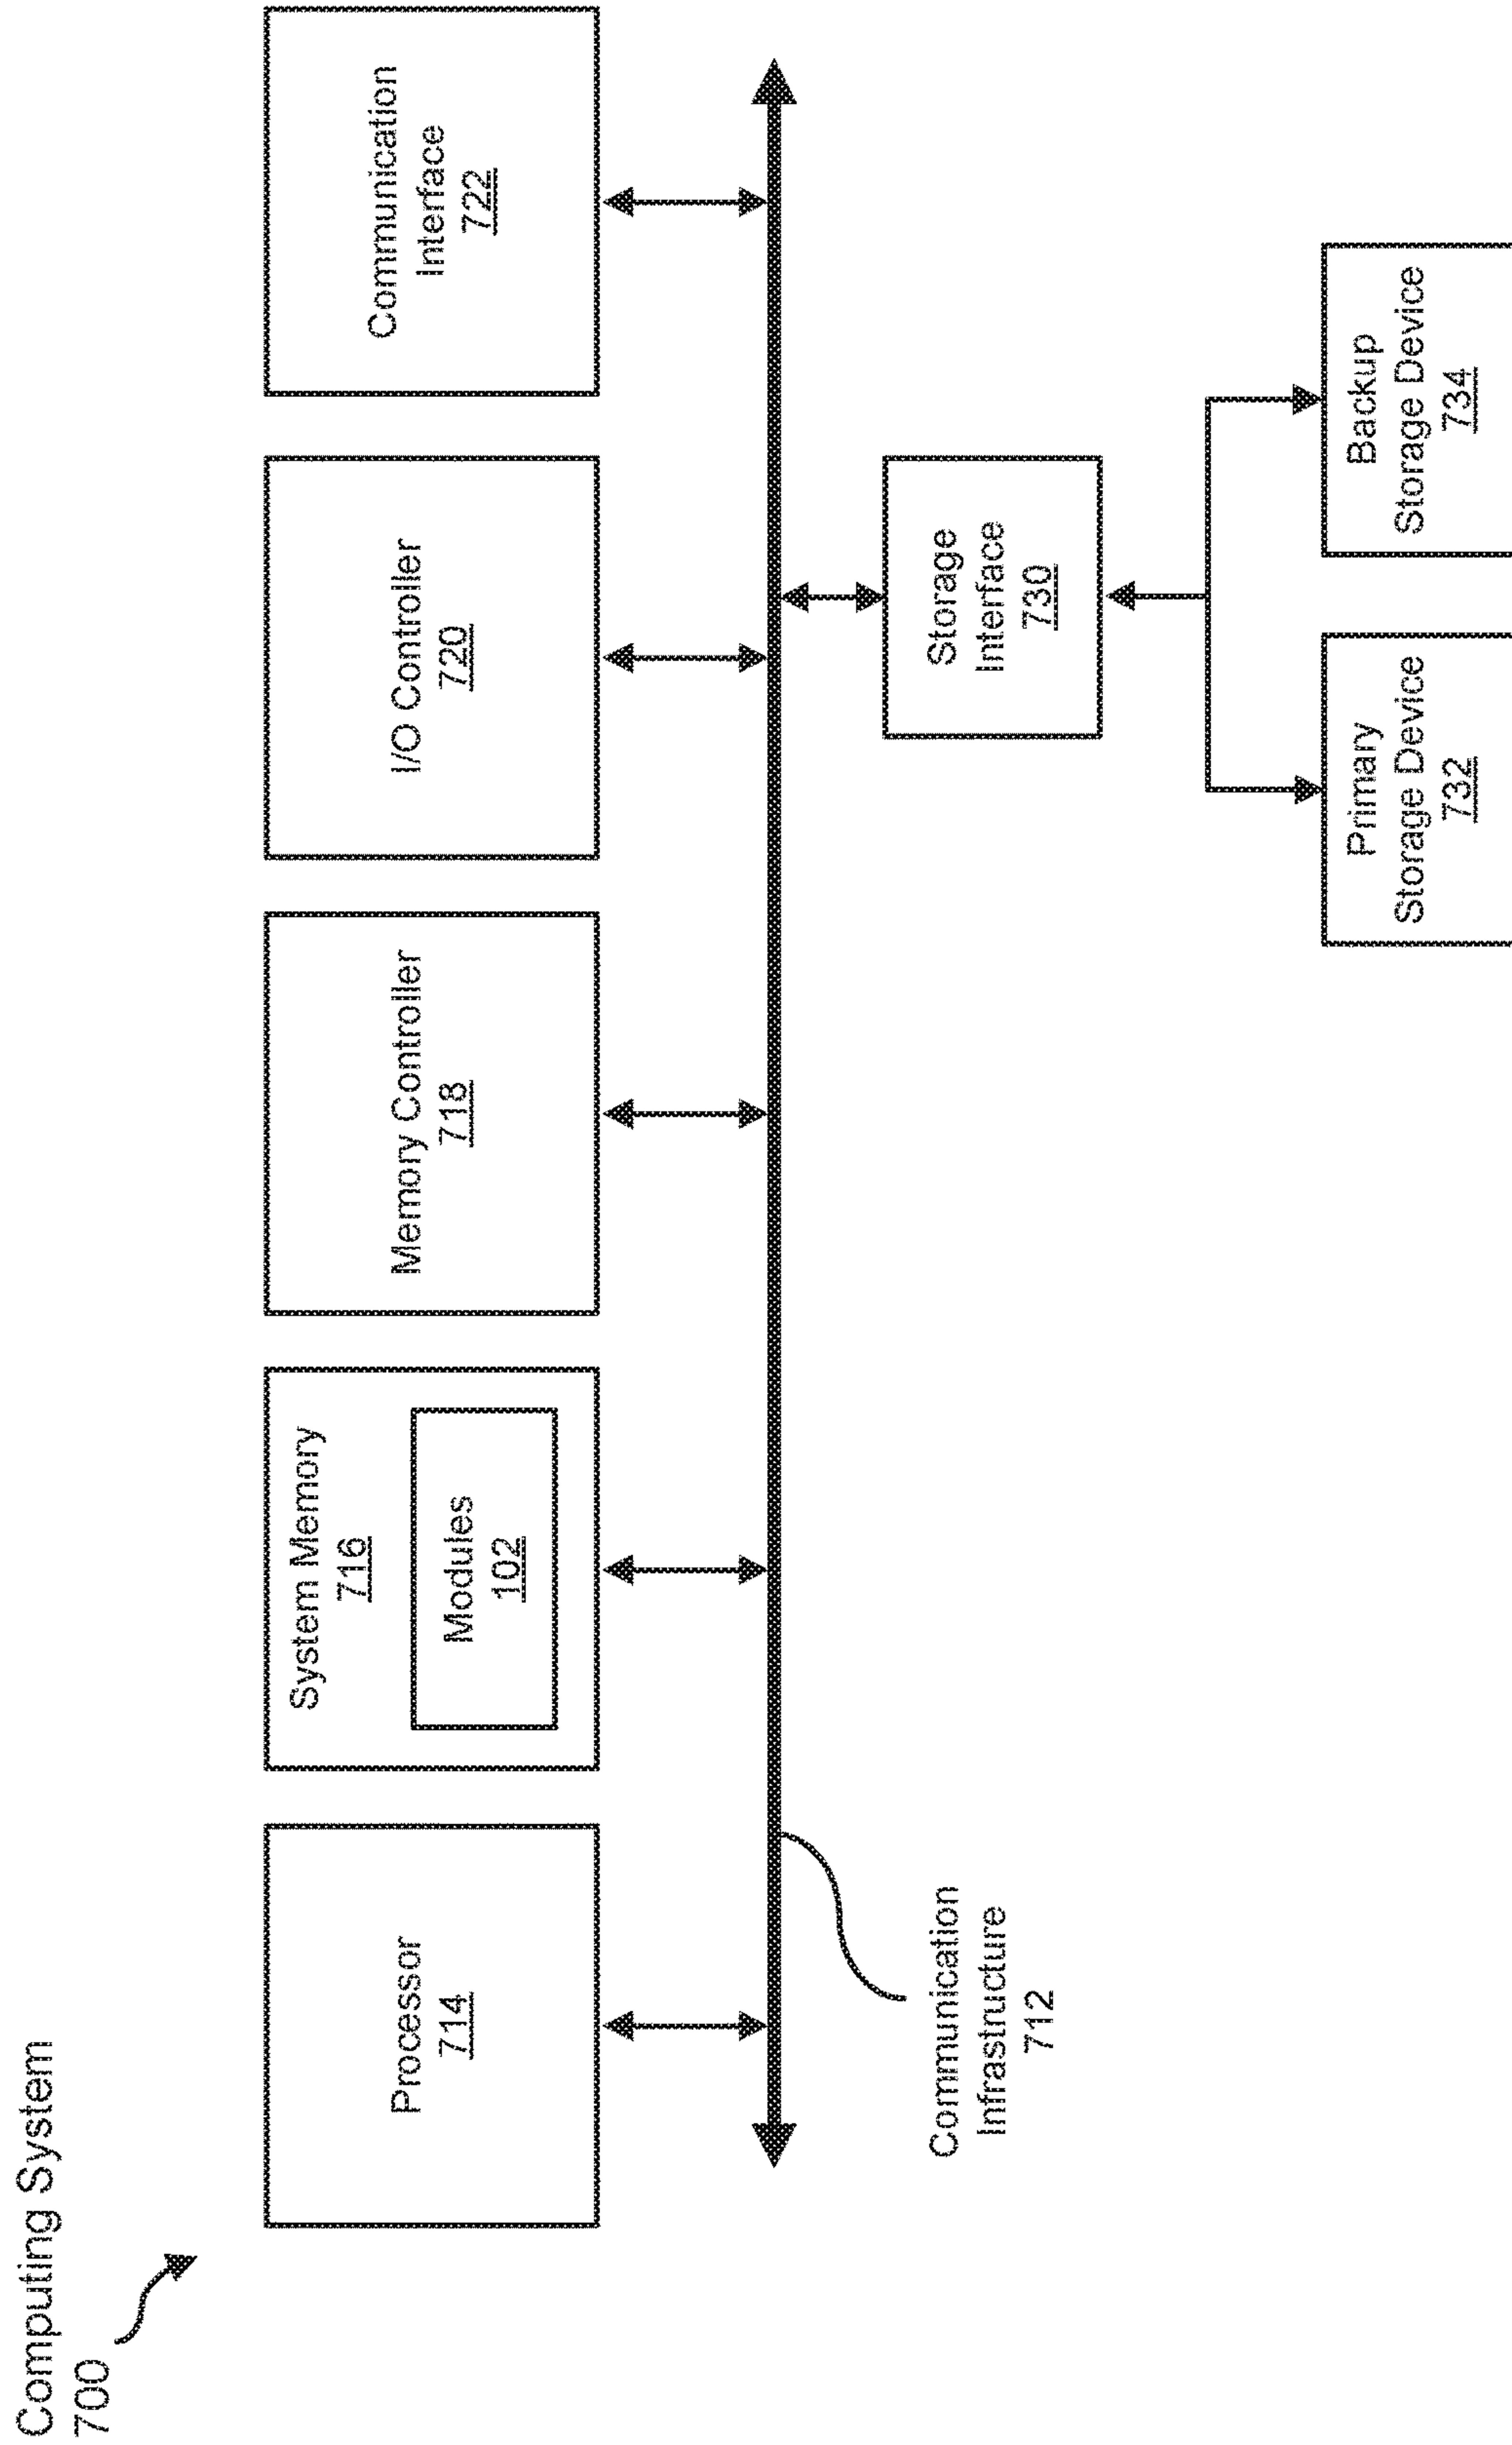 Computing System
700
Processor
714
System Memory
716
Modules
102
Memory Controller
718
I/O Controller
720
Communication
Interface
722
Communication
Infrastructure
712
Storage
Interface
730
Primary
Storage Device
732
Backup
Storage Device
734